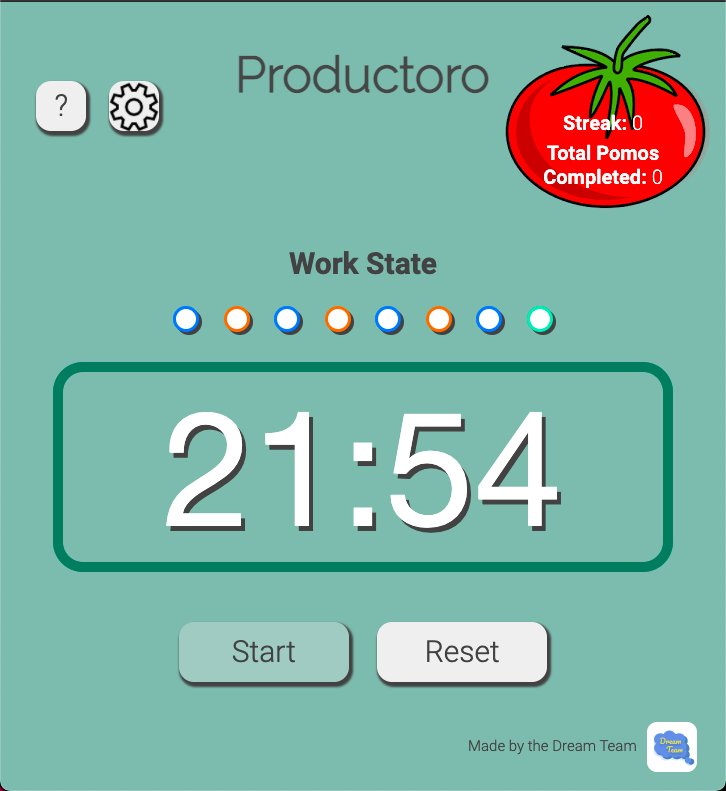 Productoro
?
Streak: 0
Total Pomos
Completed: 0
Work State
21:54
Start
Reset
Made by the Dream Team
Dream
Team